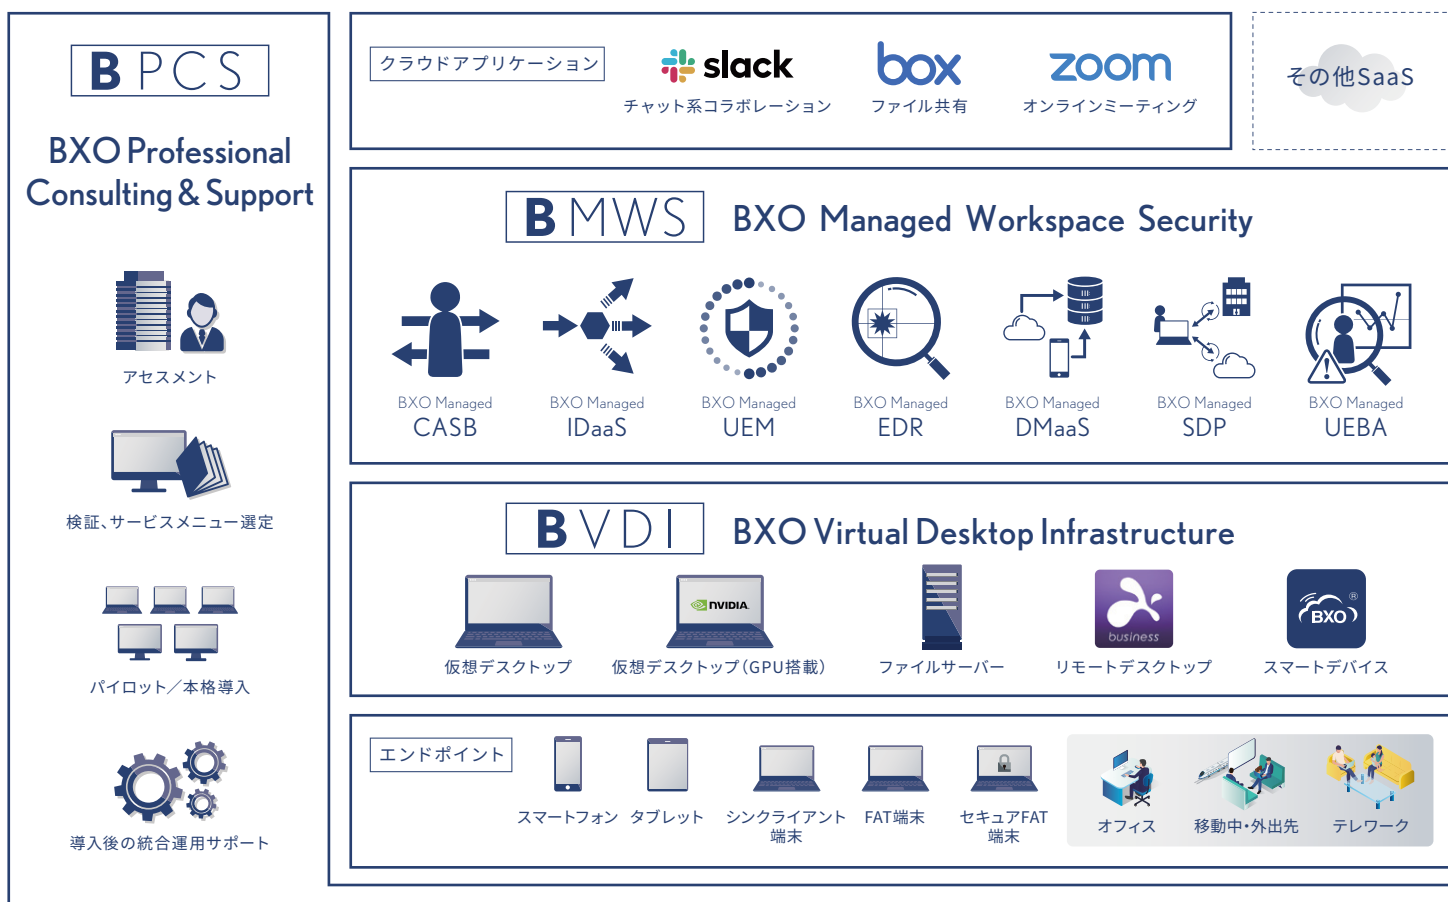 B PCS
BXO Professional
Consulting & Support
アセスメント
検証、サービスメニュー選定
パイロット／本格導入
導入後の統合運用サポート
クラウドアプリケーション
slack
チャット系コラボレーション
box
ファイル共有
zoom
オンラインミーティング
その他SaaS
B MWS
BXO Managed Workspace Security
BXO Managed
CASB
BXO Managed
IDaaS
BXO Managed
UEM
BXO Managed
EDR
BXO Managed
DMaaS
BXO Managed
SDP
BXO Managed
UEBA
B VDI
BXO Virtual Desktop Infrastructure
仮想デスクトップ
NVIDIA.
仮想デスクトップ（GPU搭載）
ファイルサーバー
business
リモートデスクトップ
BXO ®
スマートデバイス
エンドポイント
スマートフォン
タブレット
シンクライアント
端末
FAT端末
セキュアFAT
端末
オフィス
移動中・外出先
テレワーク